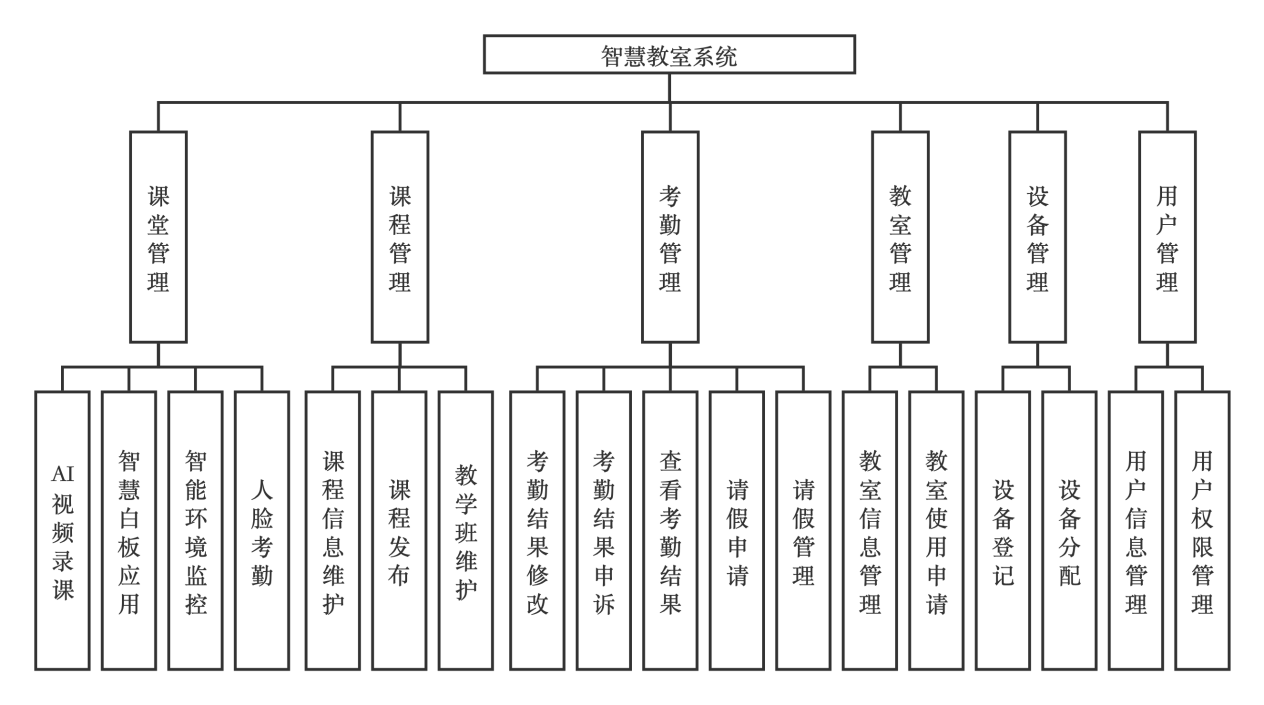 智慧教室系统
课堂管理
课程管理
考勤管理
教室管理
设备管理
用户管理
AI视频录课
智慧白板应用
智能环境监控
人脸考勤
课程信息维护
课程发布
教学班维护
考勤结果修改
考勤结果申诉
查看考勤结果
请假申请
请假管理
教室信息管理
教室使用申请
设备登记
设备分配
用户信息管理
用户权限管理